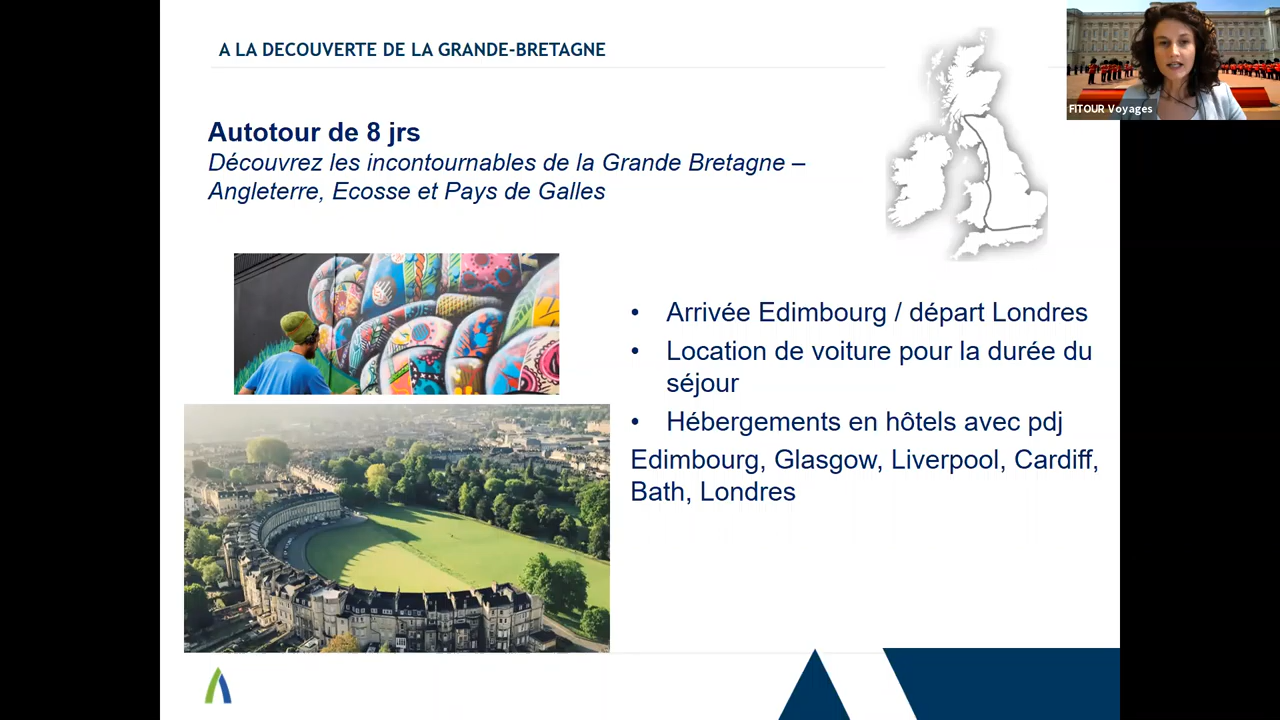 A LA DECOUVERTE DE LA GRANDE-BRETAGNE
FITOUR Voyages
Autotour de 8 jrs
Découvrez les incontournables de la Grande Bretagne –
Angleterre, Ecosse et Pays de Galles
• Arrivée Edimbourg / départ Londres
• Location de voiture pour la durée du
séjour
• Hébergements en hôtels avec pdj
Edimbourg, Glasgow, Liverpool, Cardiff,
Bath, Londres